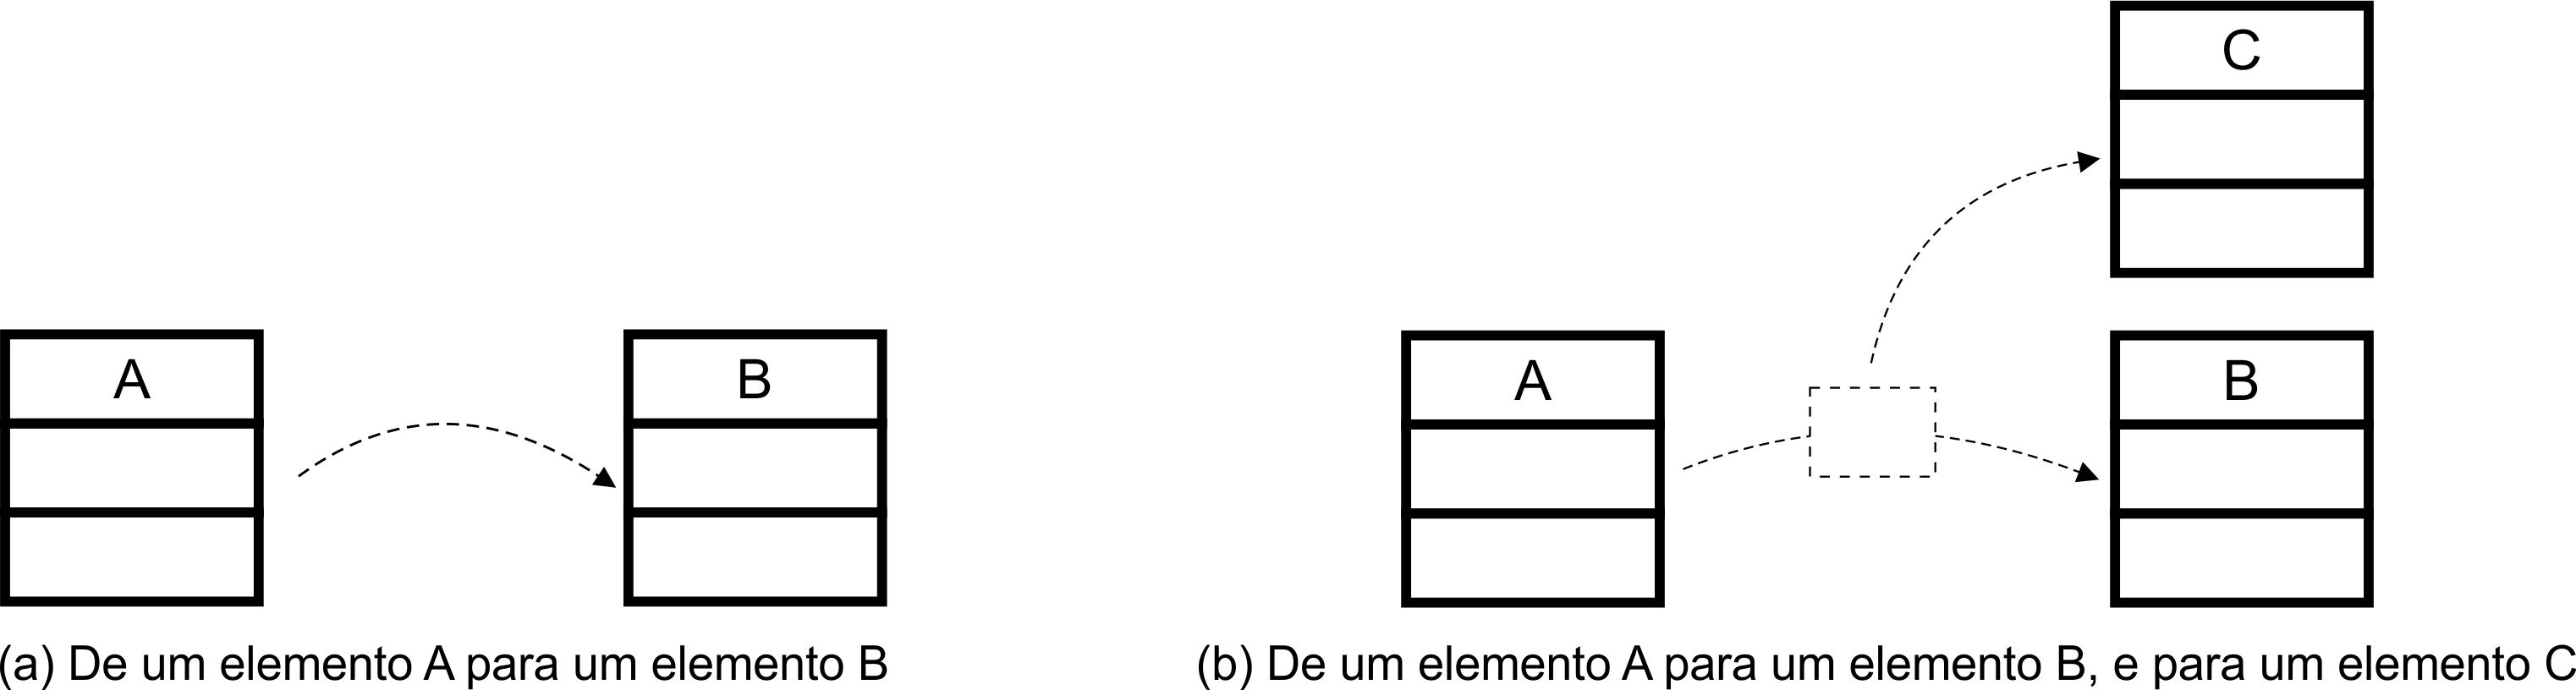 A
B
(a) De um elemento A para um elemento B
C
A
B
(b) De um elemento A para um elemento B, e para um elemento C